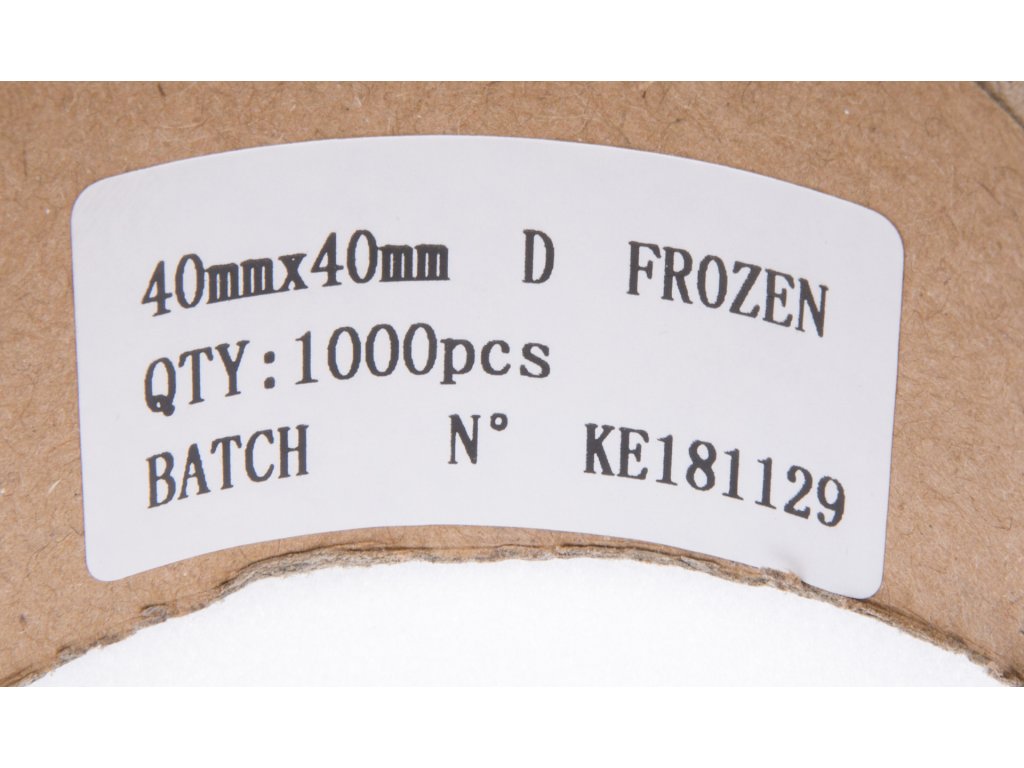 40mmx40mm D FROZEN
QTY:1000pcs
BATCH N° KE181129